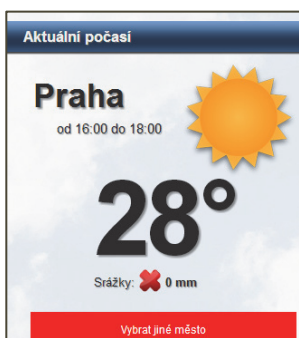 Aktuální počasí
Praha
od 16:00 do 18:00
28°
Srážky: 0 mm
Vybrat jiné město